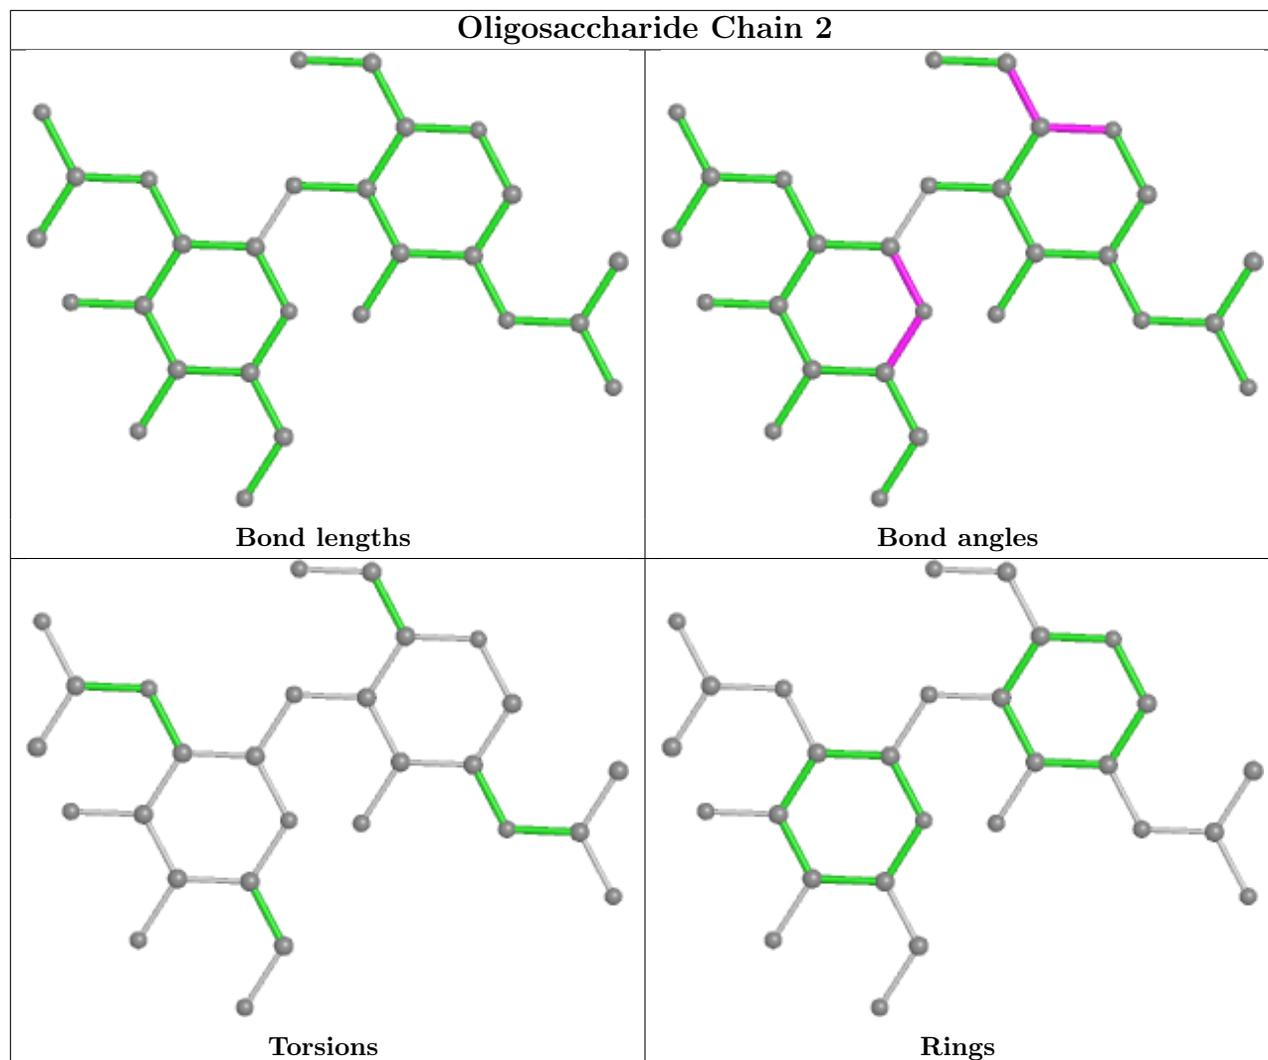 Oligosaccharide Chain 2
Bond lengths
Bond angles
Torsions
Rings